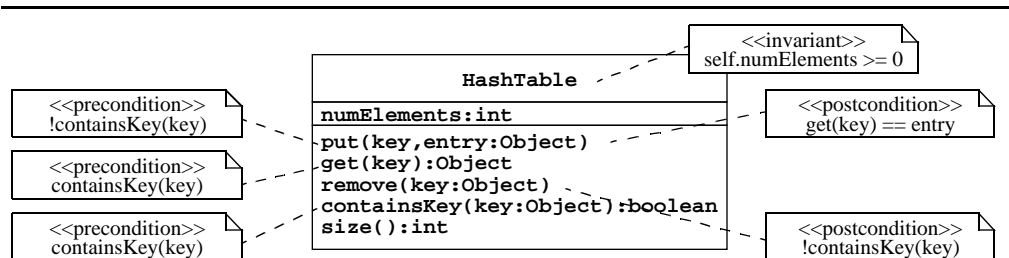 <<invariant>>
self.numElements >= 0
HashTable
<<precondition>>
!containsKey(key)
numElements:int
<<postcondition>>
get(key) == entry
put(key,entry:Object)
get(key):Object
remove(key:Object)
containsKey(key:Object):boolean
size():int
<<precondition>>
containsKey(key)
<<precondition>>
containsKey(key)
<<postcondition>>
!containsKey(key)